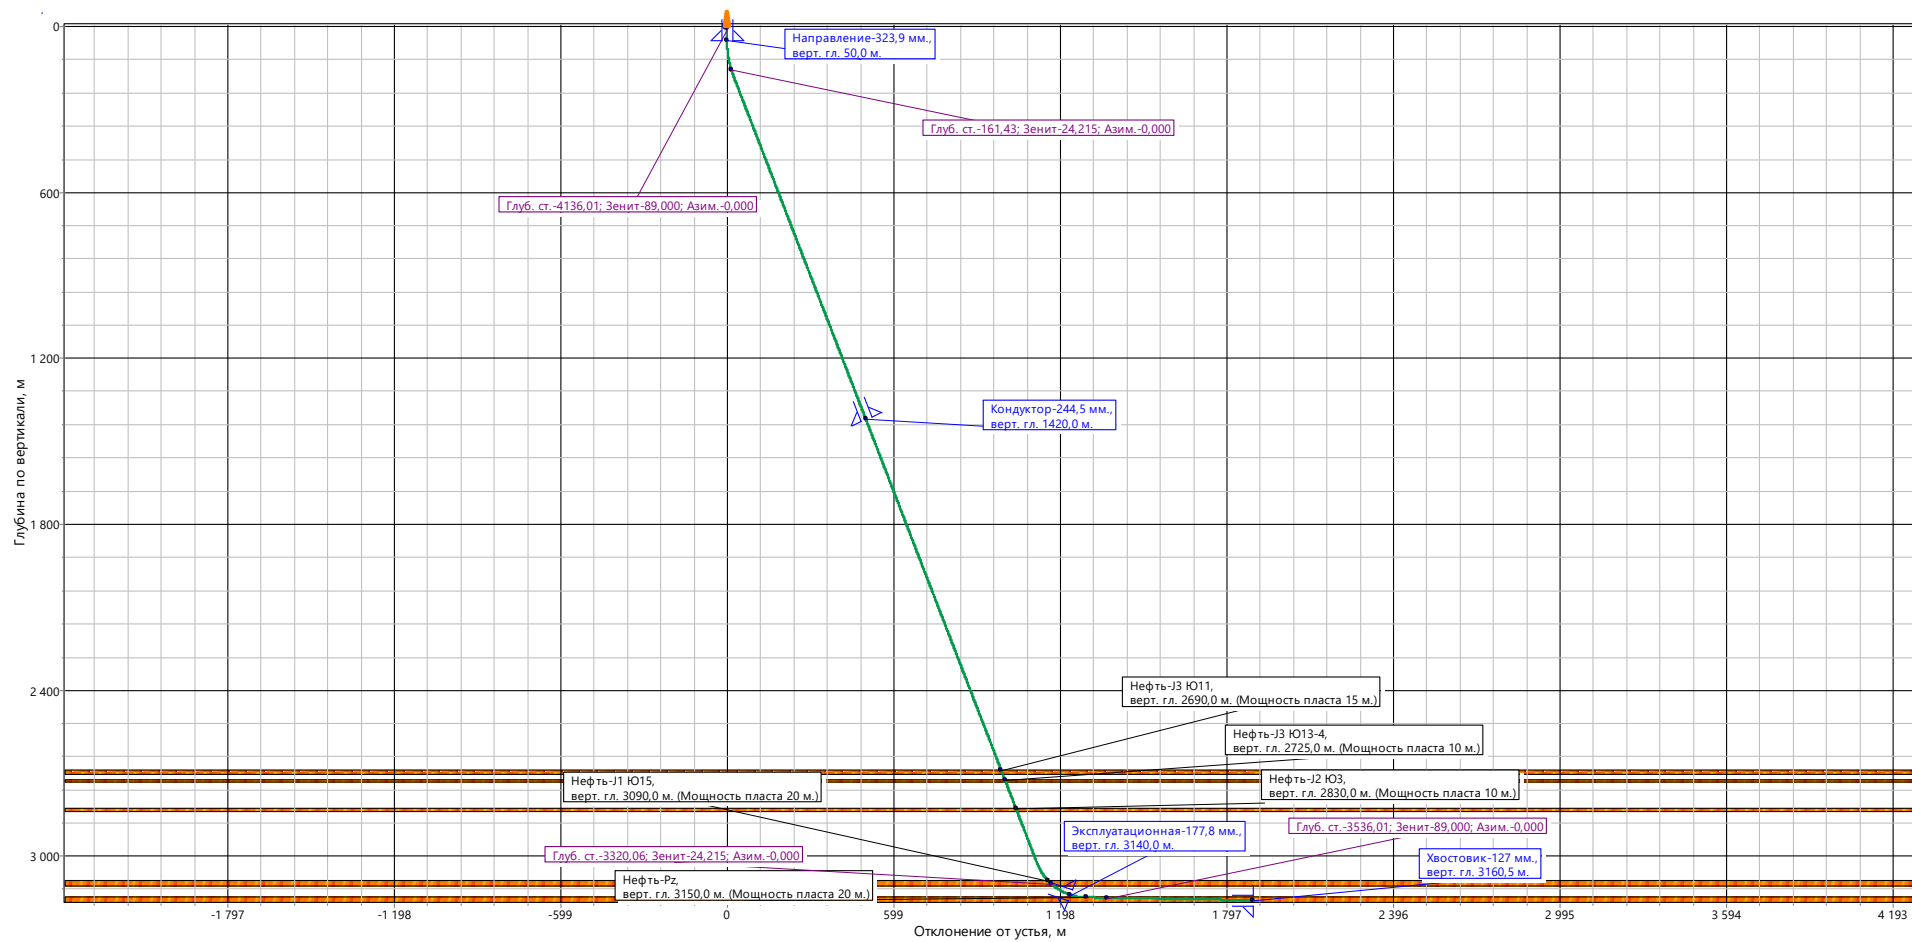 0
Направление-323,9 мм.,
верт. гл. 50,0 м.
Глуб. ст.-161,43; Зенит-24,215; Азим.-0,000
600
Глуб. ст.-4136,01; Зенит-89,000; Азим.-0,000
1 200
Кондуктор-244,5 мм.,
верт. гл. 1420,0 м.
Глубина по вертикали, м
1 800
2 400
Нефть-J3 Ю11,
верт. гл. 2690,0 м. (Мощность пласта 15 м.)
Нефть-J3 Ю13-4,
верт. гл. 2725,0 м. (Мощность пласта 10 м.)
Нефть-J1 Ю15,
верт. гл. 3090,0 м. (Мощность пласта 20 м.)
Нефть-J2 Ю3,
верт. гл. 2830,0 м. (Мощность пласта 10 м.)
Эксплуатационная-177,8 мм.,
верт. гл. 3140,0 м.
Глуб. ст.-3536,01; Зенит-89,000; Азим.-0,000
3 000
Глуб. ст.-3320,06; Зенит-24,215; Азим.-0,000
Хвостовик-127 мм.,
верт. гл. 3160,5 м.
Нефть-Pz,
верт. гл. 3150,0 м. (Мощность пласта 20 м.)
-1 797 -1 198 -599 0 599 1 198 1 797 2 396 2 995 3 594 4 193
Отклонение от устья, м